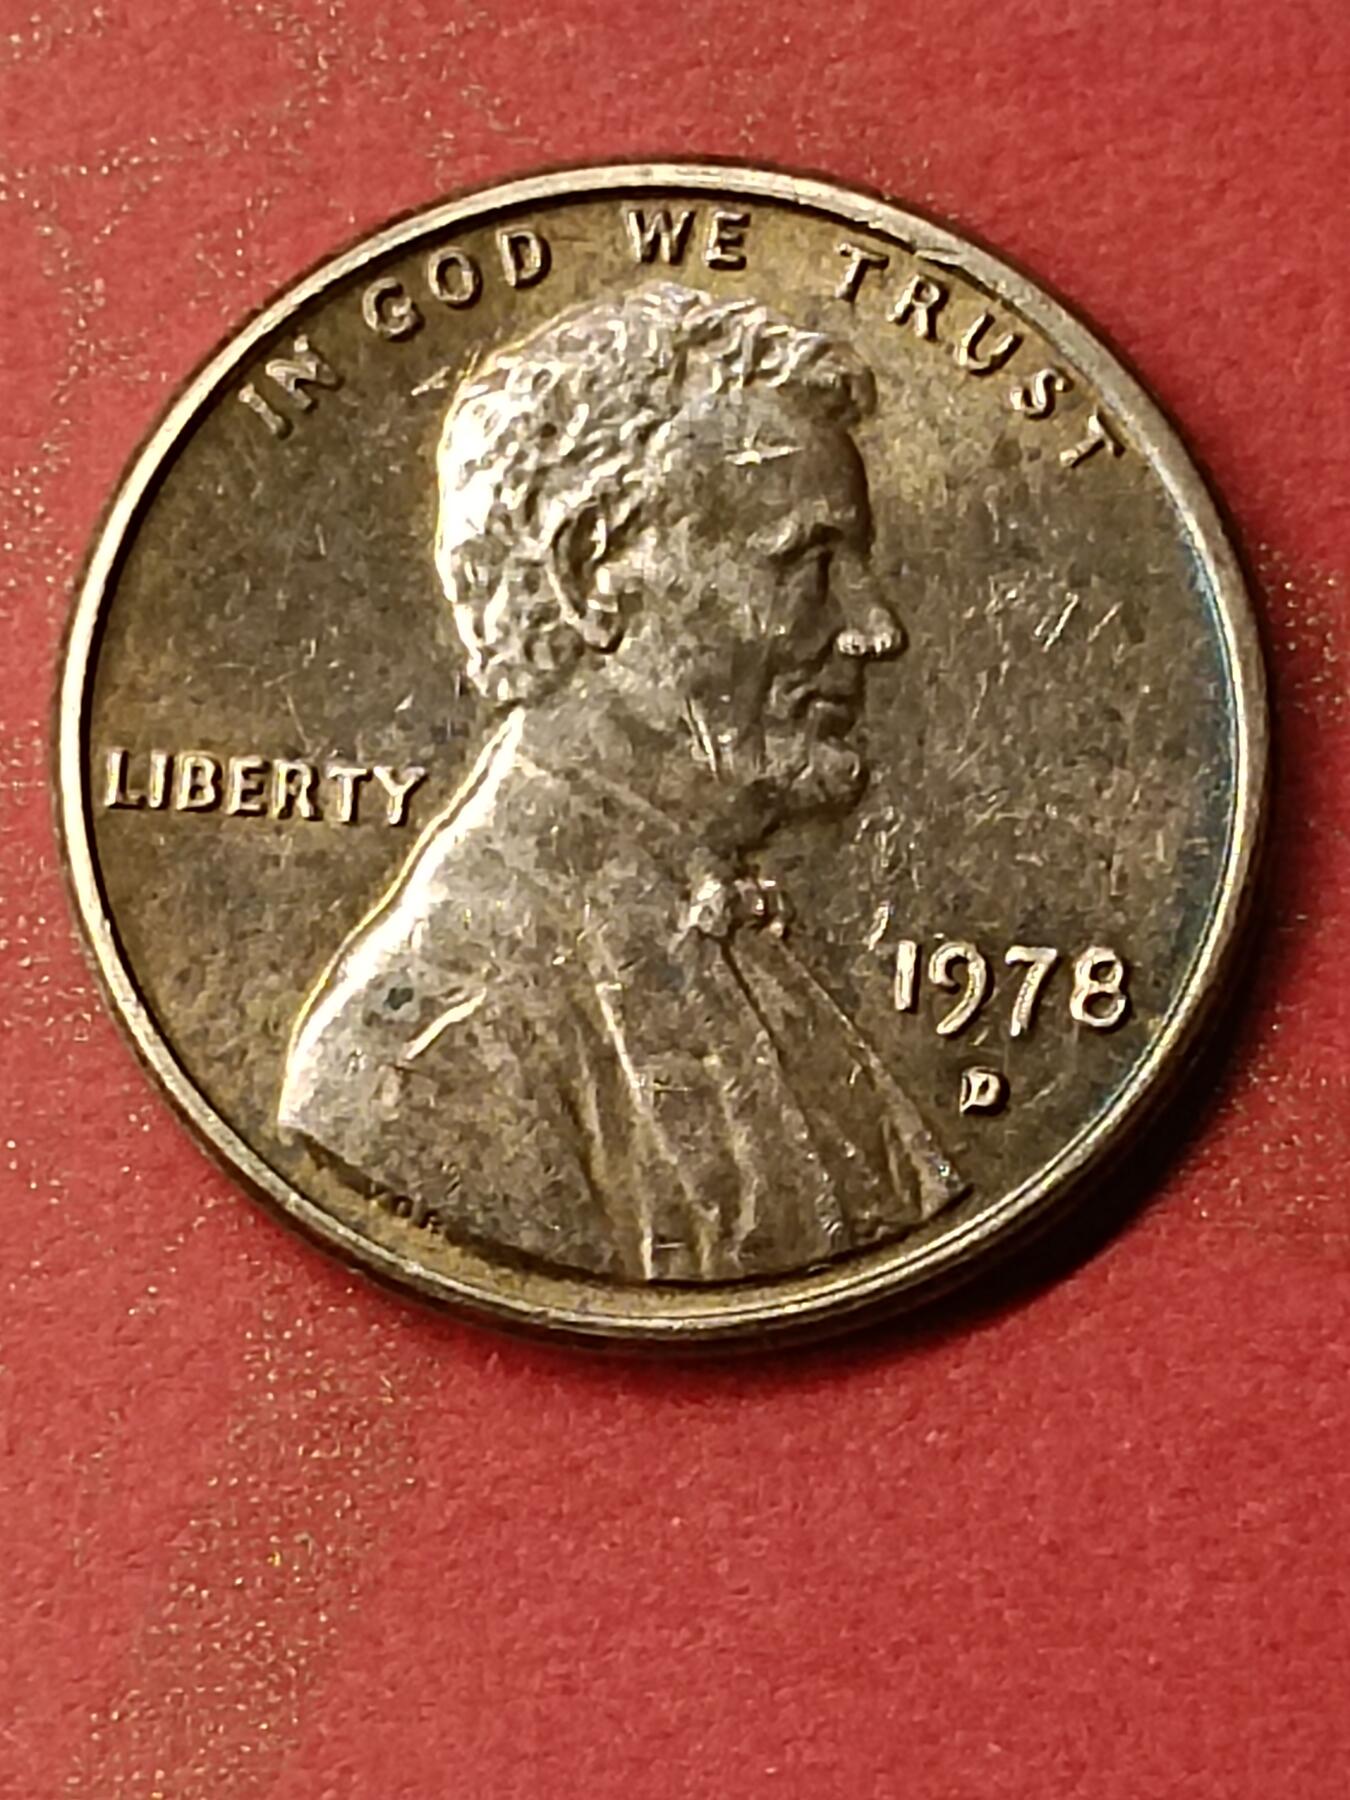 IN GOD WE TRUST
LIBERTY
1978
D